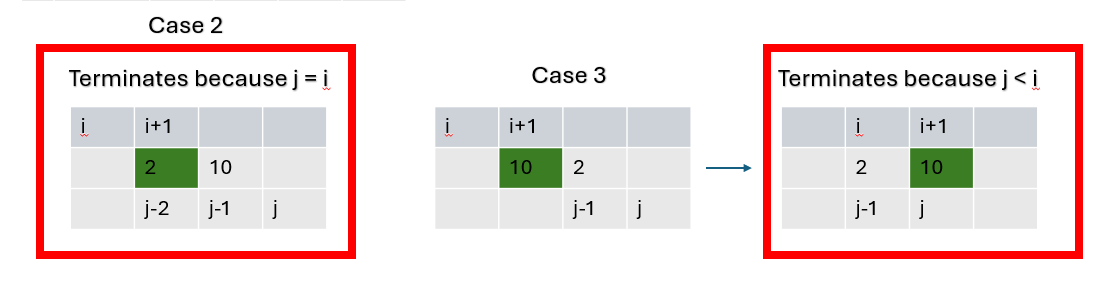 Case 2
Terminates because j = i
i i+1
2 10
j-2 j-1 j
Case 3
i i+1
10 2
j-1 j
Terminates because j < i
i i+1
2 10
j-1 j